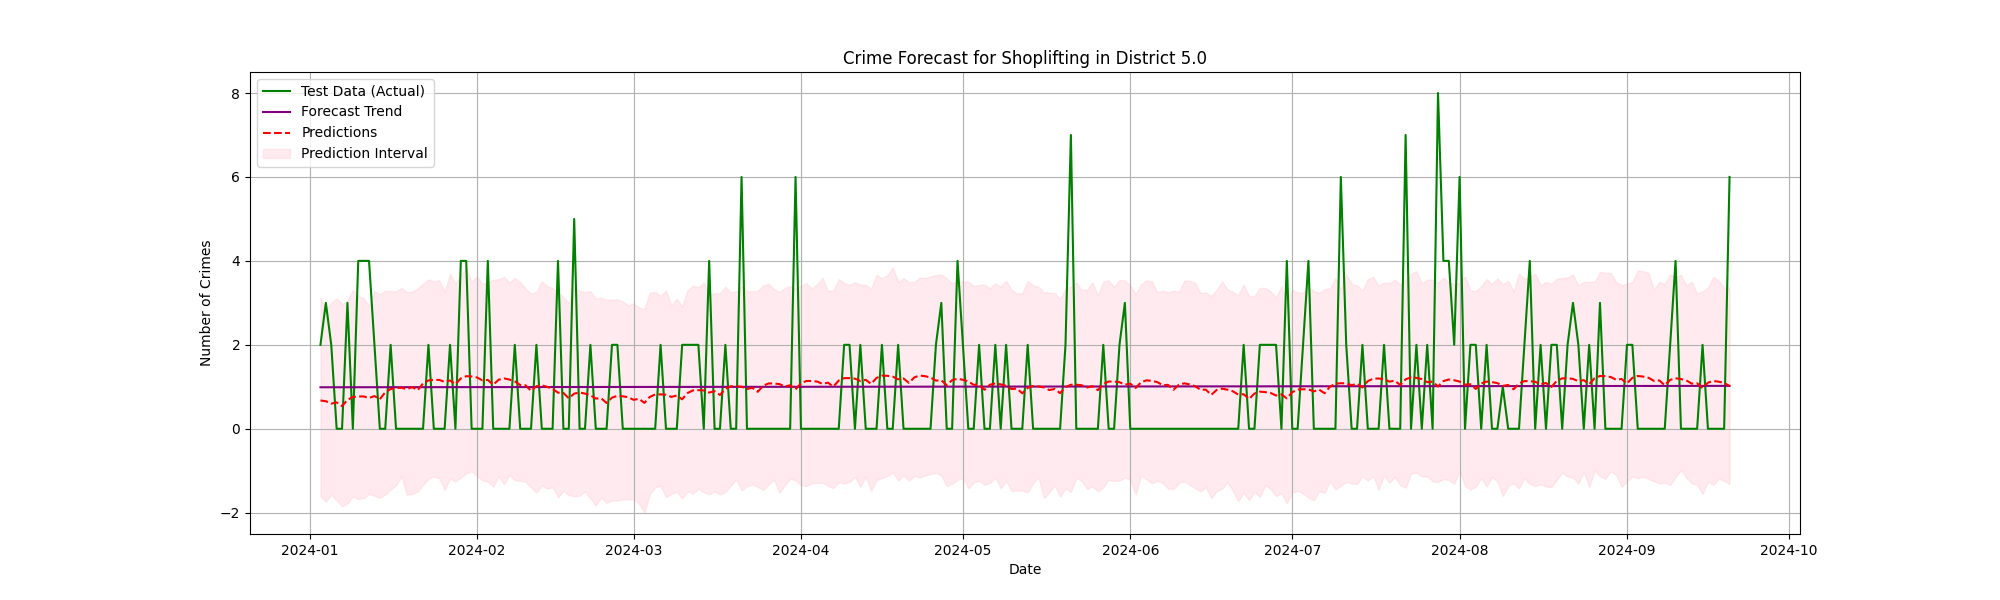 Crime Forecast for Shoplifting in District 5.0
Test Data (Actual)
Forecast Trend
Predictions
Prediction Interval
Number of Crimes
8
6
4
2
0
−2
2024-01
2024-02
2024-03
2024-04
2024-05
2024-06
2024-07
2024-08
2024-09
2024-10
Date